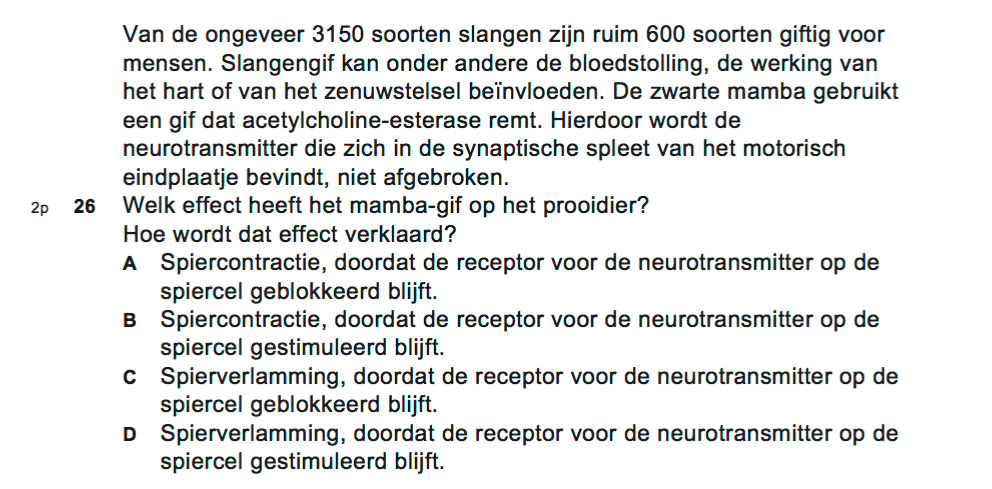 Van de ongeveer 3150 soorten slangen zijn ruim 600 soorten giftig voor
mensen. Slangengif kan onder andere de bloedstolling, de werking van
het hart of van het zenuwstelsel beïnvloeden. De zwarte mamba gebruikt
een gif dat acetylcholine-esterase remt. Hierdoor wordt de
neurotransmitter die zich in de synaptische spleet van het motorisch
eindplaatje bevindt, niet afgebroken.
2p 26 Welk effect heeft het mamba-gif op het prooidier?
Hoe wordt dat effect verklaard?
A Spiercontractie, doordat de receptor voor de neurotransmitter op de
spiercel geblokkeerd blijft.
B Spiercontractie, doordat de receptor voor de neurotransmitter op de
spiercel gestimuleerd blijft.
C Spierverlamming, doordat de receptor voor de neurotransmitter op de
spiercel geblokkeerd blijft.
D Spierverlamming, doordat de receptor voor de neurotransmitter op de
spiercel gestimuleerd blijft.